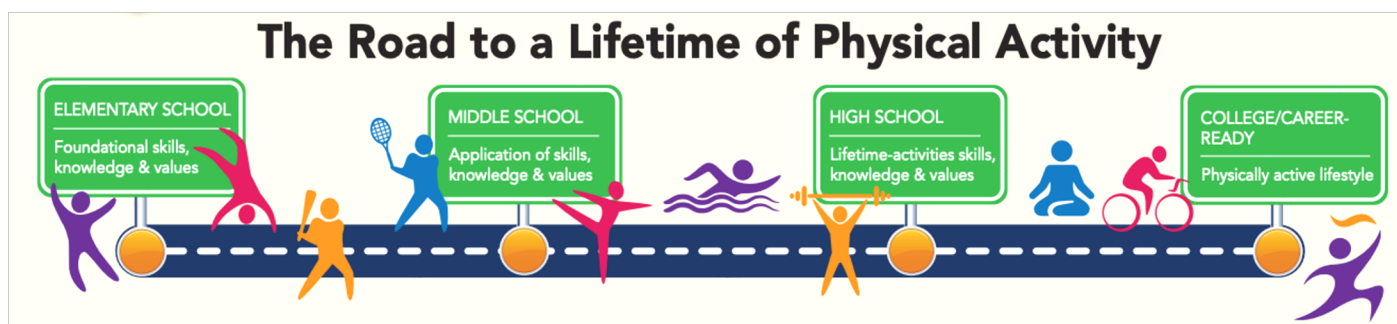 The Road to a Lifetime of Physical Activity
ELEMENTARY SCHOOL
Foundational skills,
knowledge & values
MIDDLE SCHOOL
Application of skills,
knowledge & values
HIGH SCHOOL
Lifetime-activities skills,
knowledge & values
COLLEGE/CAREER-
READY
Physically active lifestyle